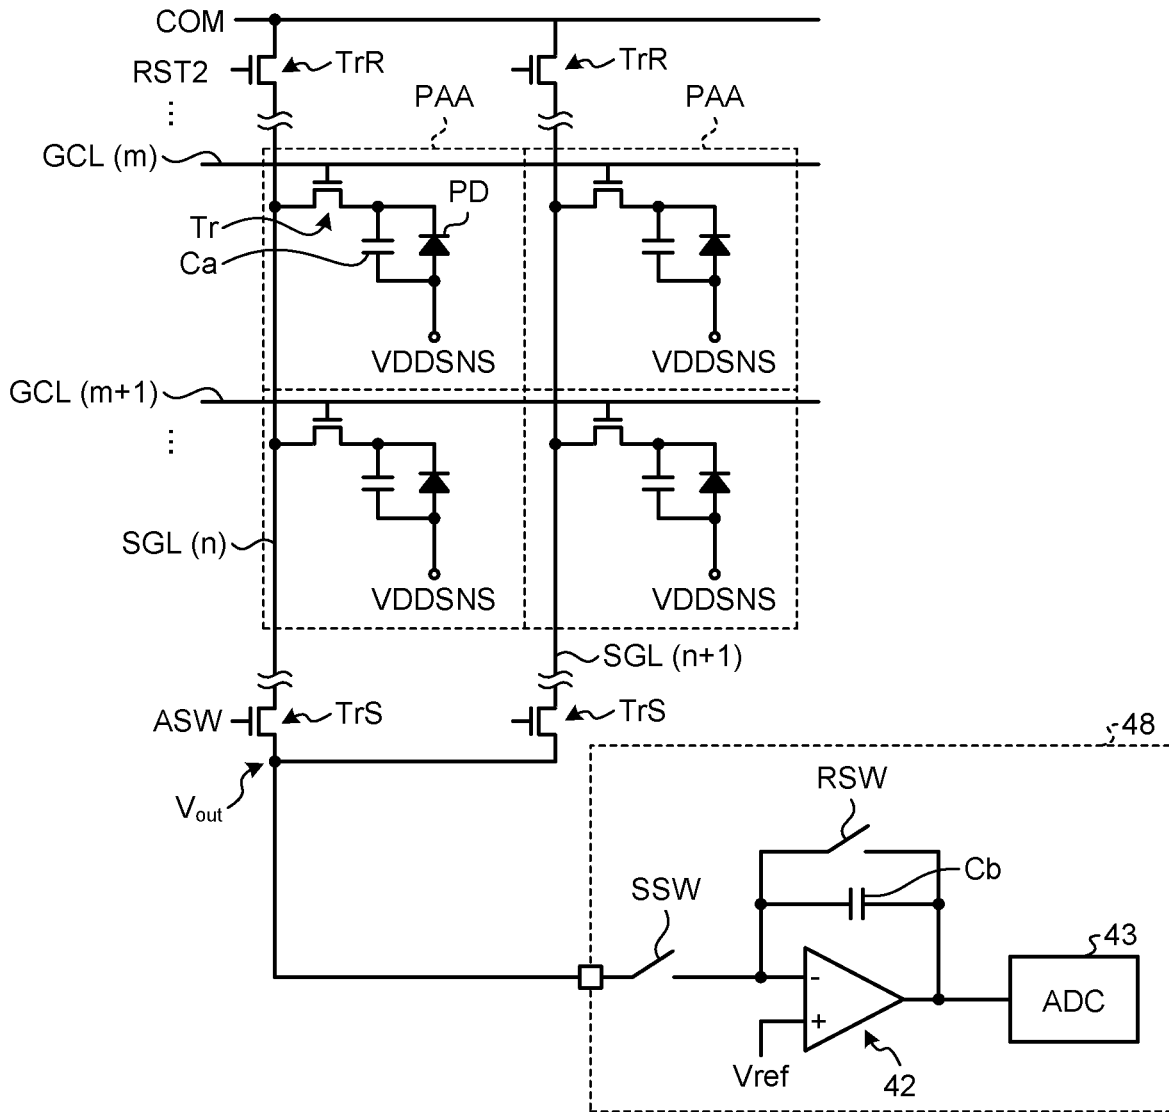 COM
RST2
TrR
TrR
⋮
PAA
PAA
GCL (m)
Tr
Ca
PD
VDDSNS
VDDSNS
GCL (m+1)
⋮
SGL (n)
VDDSNS
VDDSNS
SGL (n+1)
ASW
TrS
TrS
Vout
48
RSW
Cb
SSW
43
-
+
ADC
Vref
42